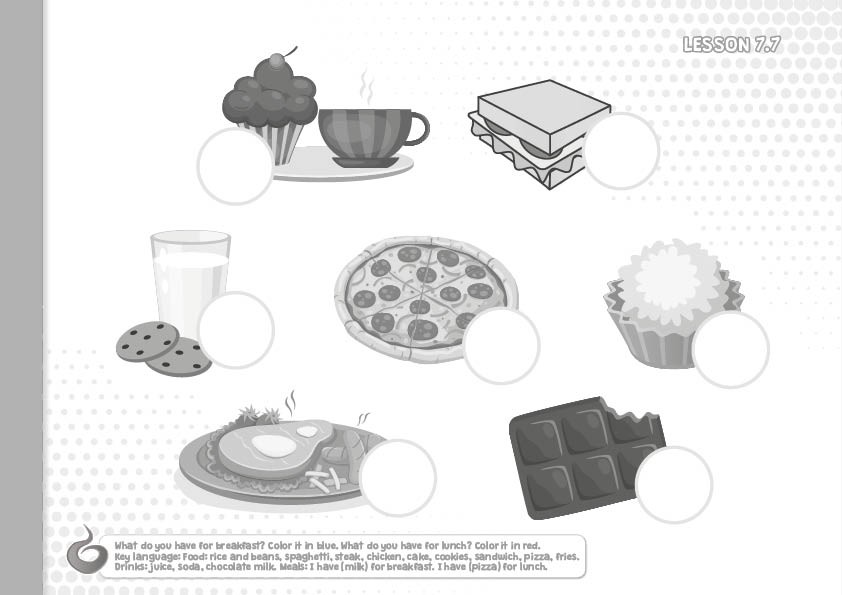 LESSON 7.7
What do you have for breakfast? Color it in blue. What do you have for lunch? Color it in red.
Key language: Food: rice and beans, spaghetti, steak, chicken, cake, cookies, sandwich, pizza, fries.
Drinks: juice, soda, chocolate milk. Meals: I have (milk) for breakfast. I have (pizza) for lunch.